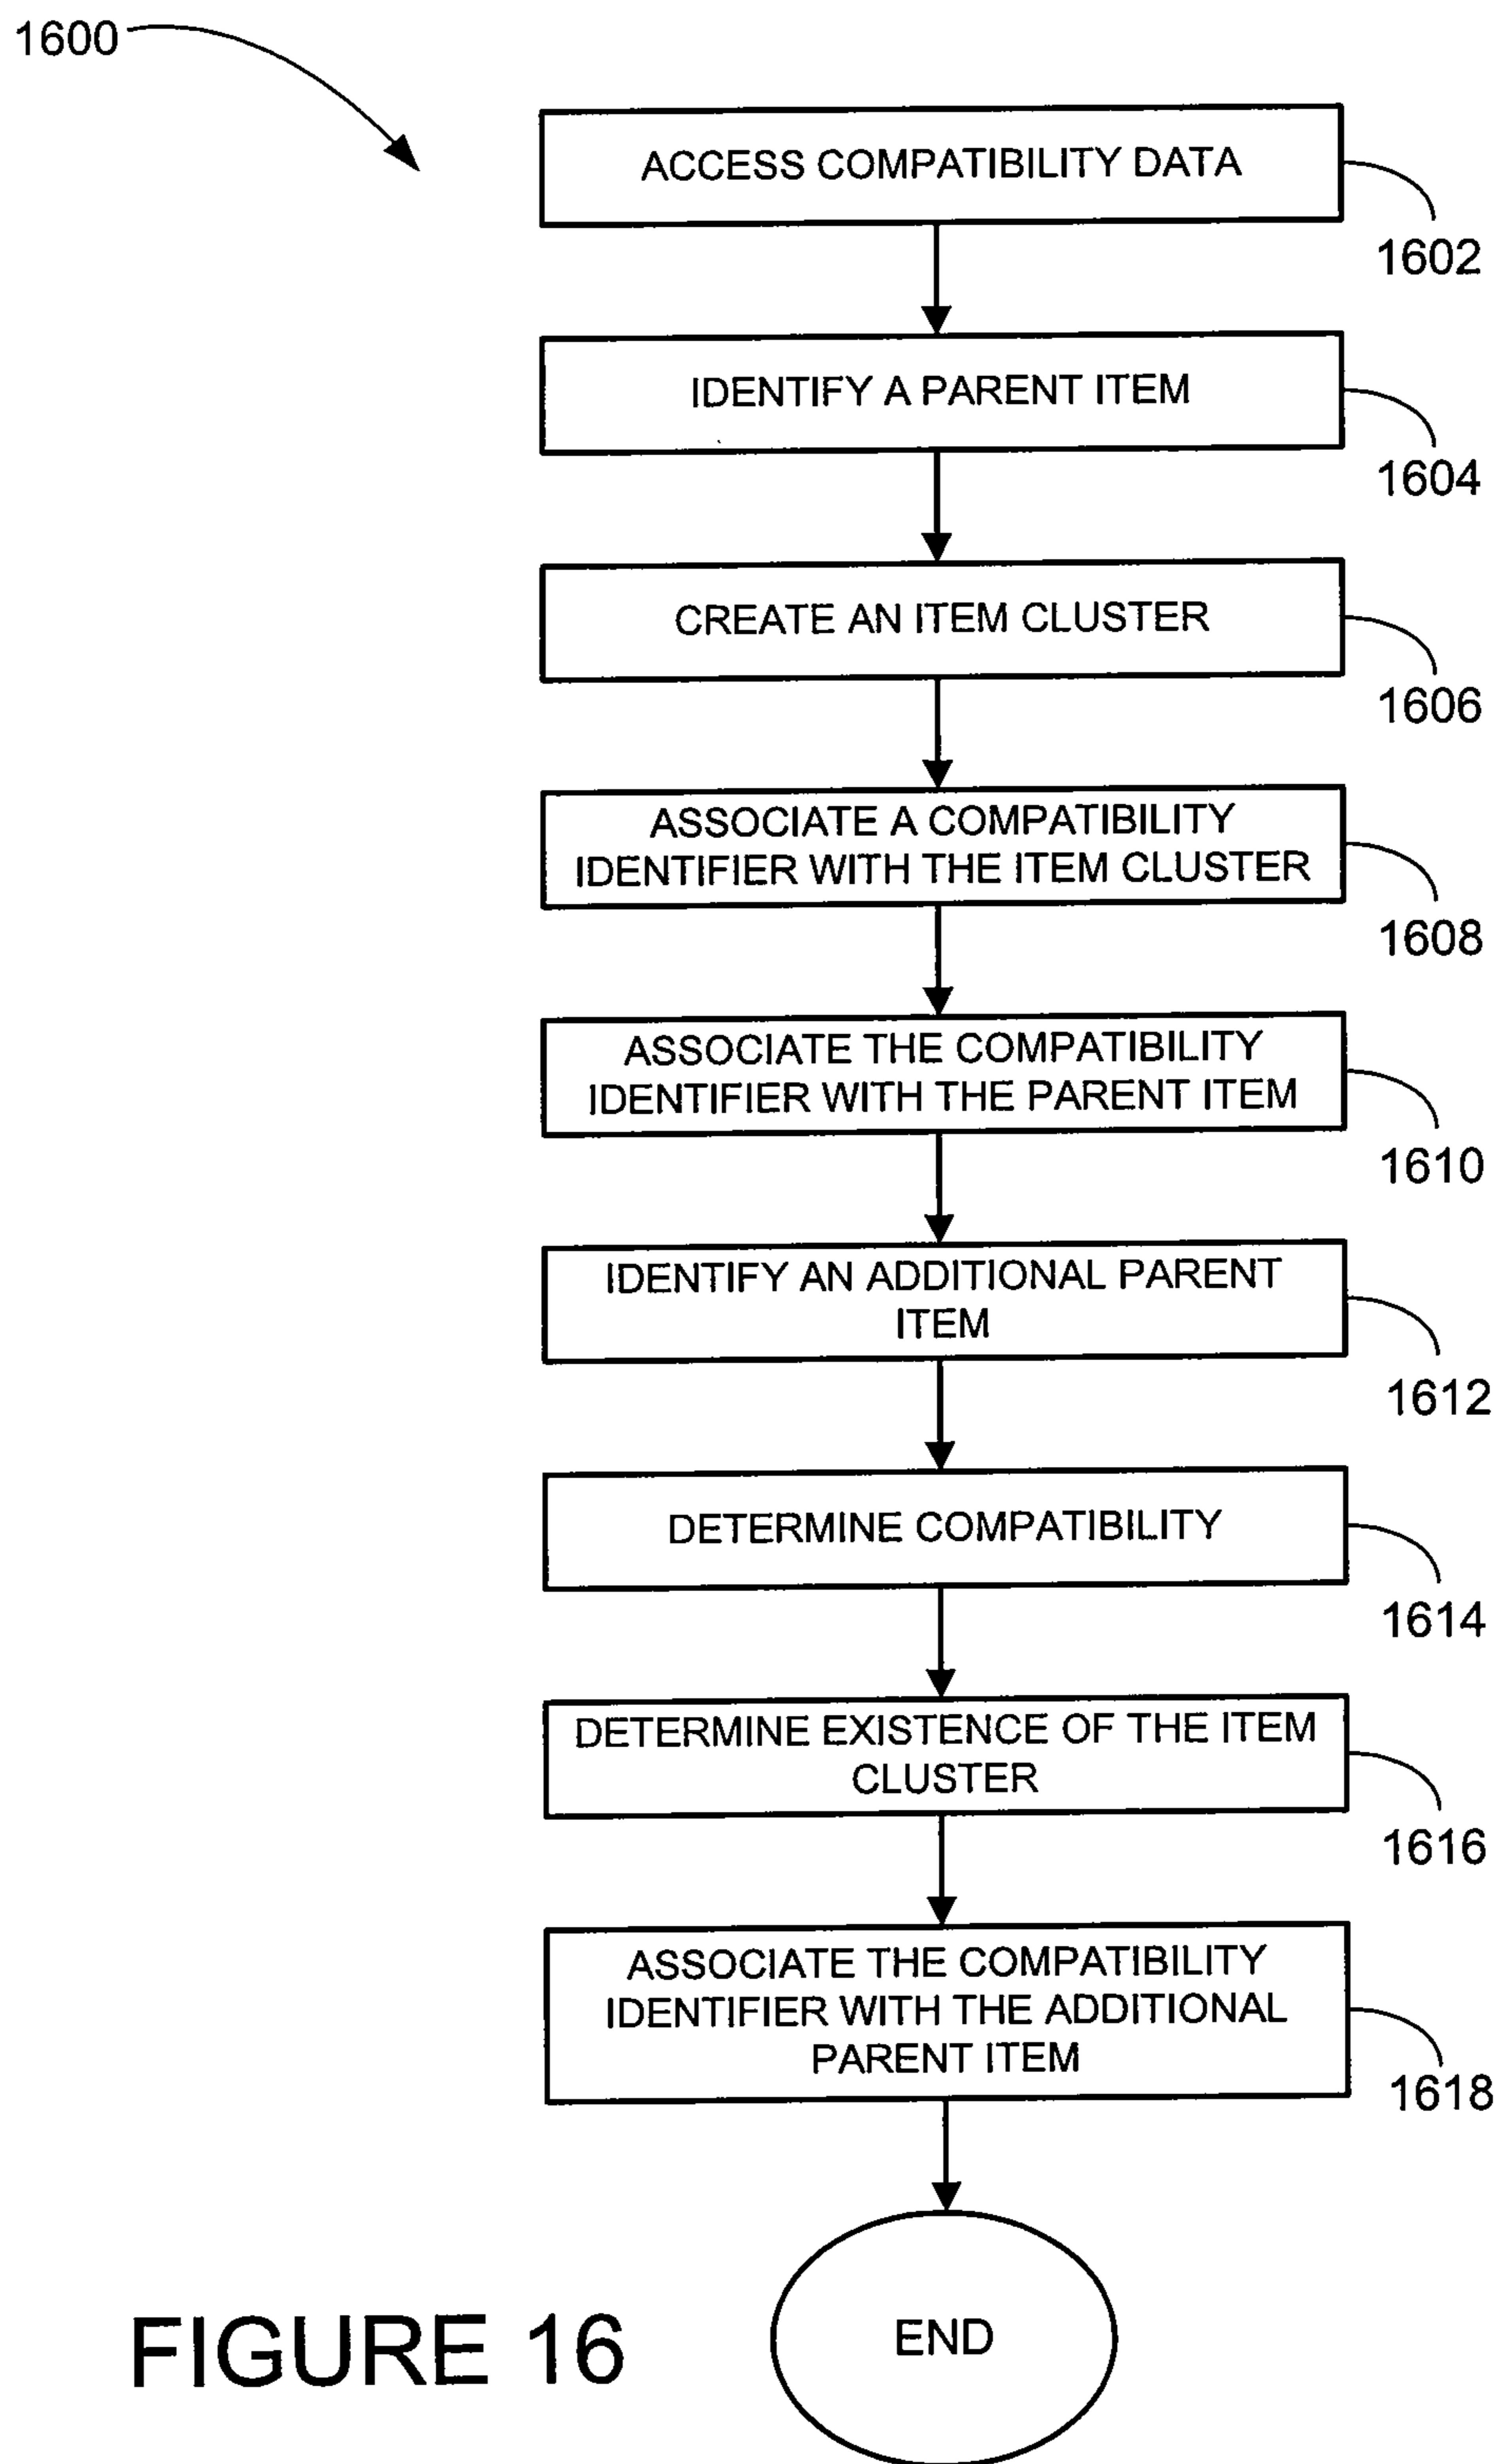 1600
ACCESS COMPATIBILITY DATA
1602
IDENTIFY A PARENT ITEM
1604
CREATE AN ITEM CLUSTER
1606
ASSOCIATE A COMPATIBILITY
IDENTIFIER WITH THE ITEM CLUSTER
1608
ASSOCIATE THE COMPATIBILITY
IDENTIFIER WITH THE PARENT ITEM
1610
IDENTIFY AN ADDITIONAL PARENT
ITEM
1612
DETERMINE COMPATIBILITY
1614
DETERMINE EXISTENCE OF THE ITEM
CLUSTER
1616
ASSOCIATE THE COMPATIBILITY
IDENTIFIER WITH THE ADDITIONAL
PARENT ITEM
1618
END
FIGURE 16